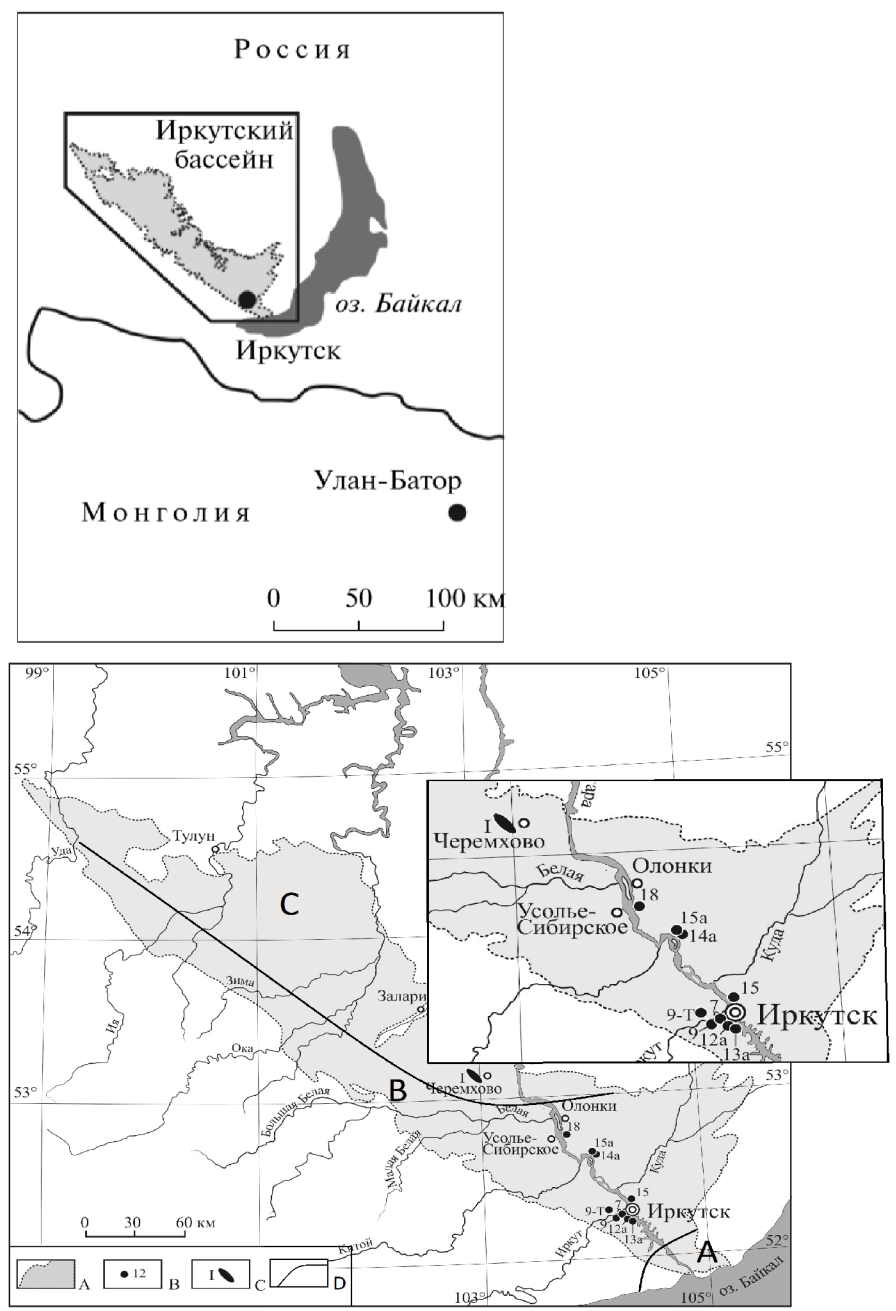 Россия
Иркутский
бассейн
оз. Байкал
Иркутск
Улан-Батор
Монголия
0 50 100 км
99° 101° 103° 105°
55° 55°
ара
I
Черемхово
Белая
Олонки
18
Усолье-
Сибирское
15а
14а
Куда
15
7
9-Т
Иркутск
9
12а
13а
кут
Тулун
Уда
C
54°
Зима
Залари
Ия
Ока
53° 53°
B
I
Черемхово
Большая Белая
Белая
Олонки
18
Усолье-
Сибирское
Малая Белая
15а
14а
Куда
15
7
9-Т
Иркутск
9
12а
13а
0 30 60 км
Иркут
52°
A
Китой
оз. Байкал
A
12 B
I C
D
103° 105°